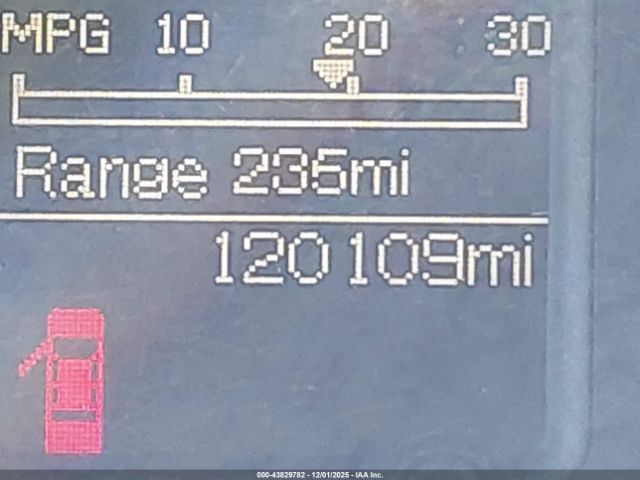 MPG 10 20 30
Range 235mi
120109mi
000-43829782 - 12/01/2025 - IAA Inc.